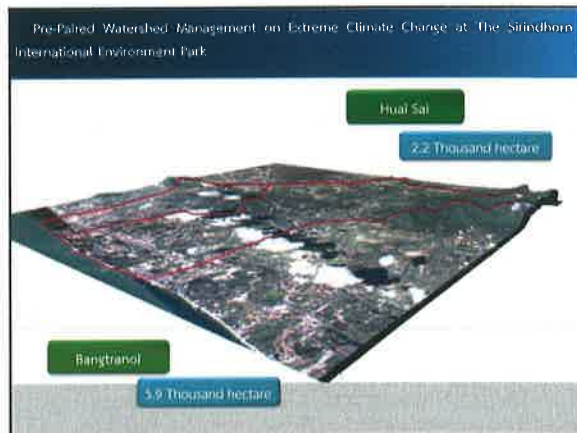 Pre-Paired Watershed Management on Extreme Climate Change at The Sirindhorn
International Environment Park
Huai Sai
2.2 Thousand hectare
Bangtranoi
5.9 Thousand hectare